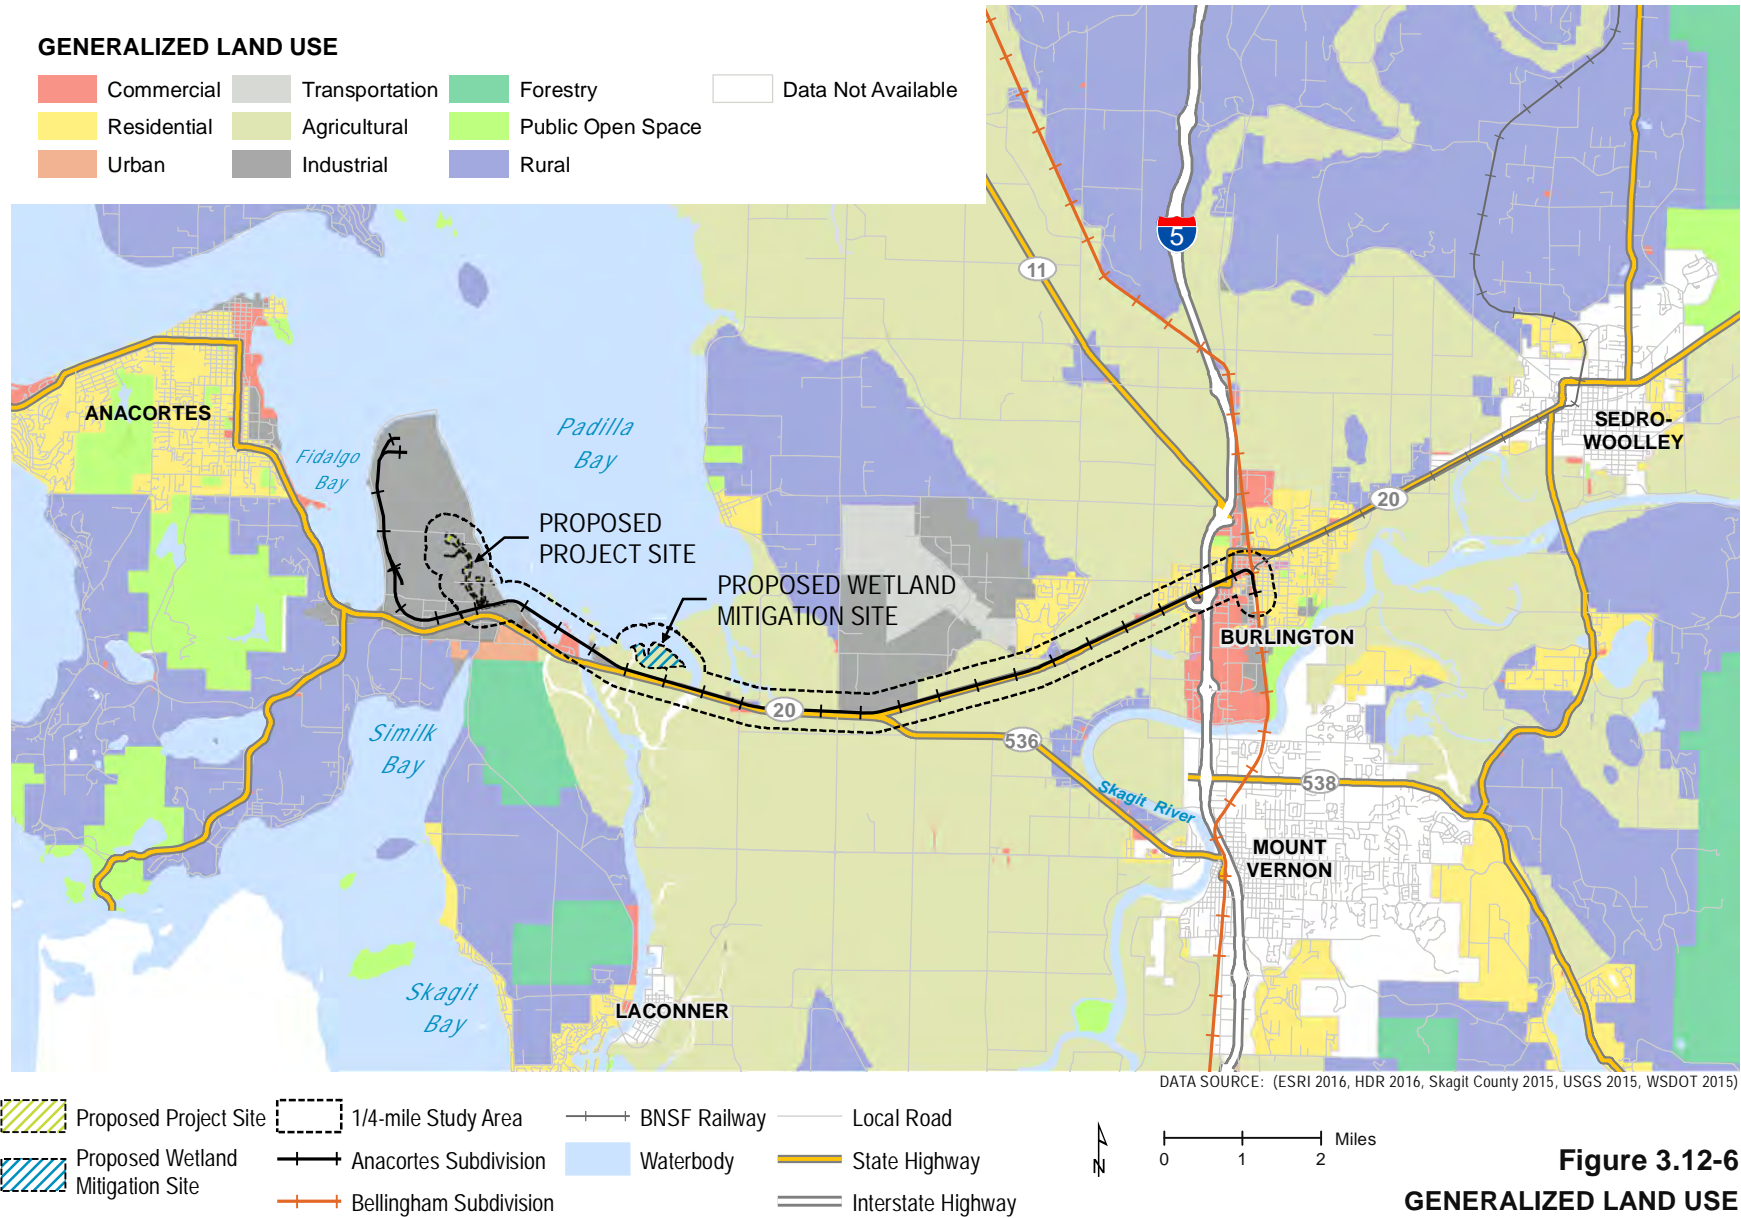 GENERALIZED LAND USE
Commercial
Transportation
Forestry
Data Not Available
Residential
Agricultural
Public Open Space
Urban
Industrial
Rural
5
11
ANACORTES
Padilla
Bay
Fidalgo
Bay
SEDRO-
WOOLLEY
20
PROPOSED
PROJECT SITE
PROPOSED WETLAND
MITIGATION SITE
BURLINGTON
20
536
Similk
Bay
538
Skagit River
MOUNT
VERNON
Skagit
Bay
LACONNER
DATA SOURCE: (ESRI 2016, HDR 2016, Skagit County 2015, USGS 2015, WSDOT 2015)
Proposed Project Site
1/4-mile Study Area
BNSF Railway
Local Road
Proposed Wetland
Mitigation Site
Anacortes Subdivision
Waterbody
State Highway
Bellingham Subdivision
Interstate Highway
N
0 1 2 Miles
Figure 3.12-6
GENERALIZED LAND USE